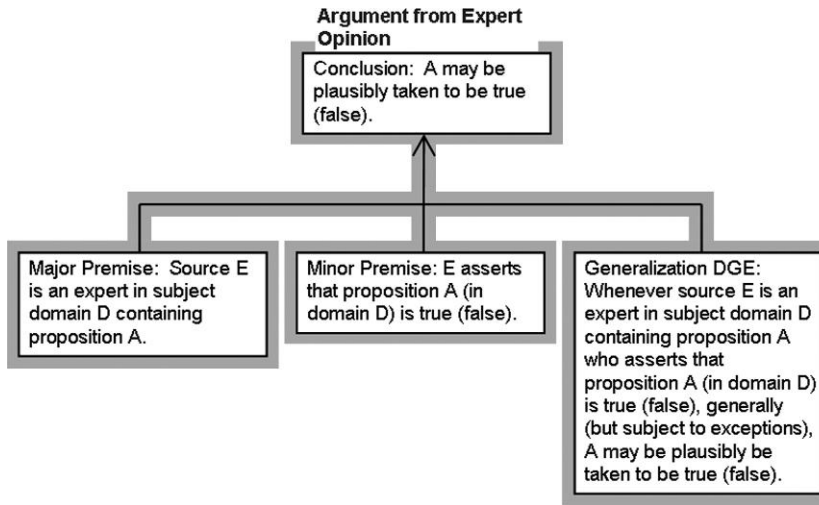 Argument from Expert
Opinion
Conclusion: A may be
plausibly taken to be true
(false).
Major Premise: Source E
is an expert in subject
domain D containing
proposition A.
Minor Premise: E asserts
that proposition A (in
domain D) is true (false).
Generalization DGE:
Whenever source E is an
expert in subject domain D
containing proposition A
who asserts that
proposition A (in domain D)
is true (false), generally
(but subject to exceptions),
A may be plausibly be
taken to be true (false).